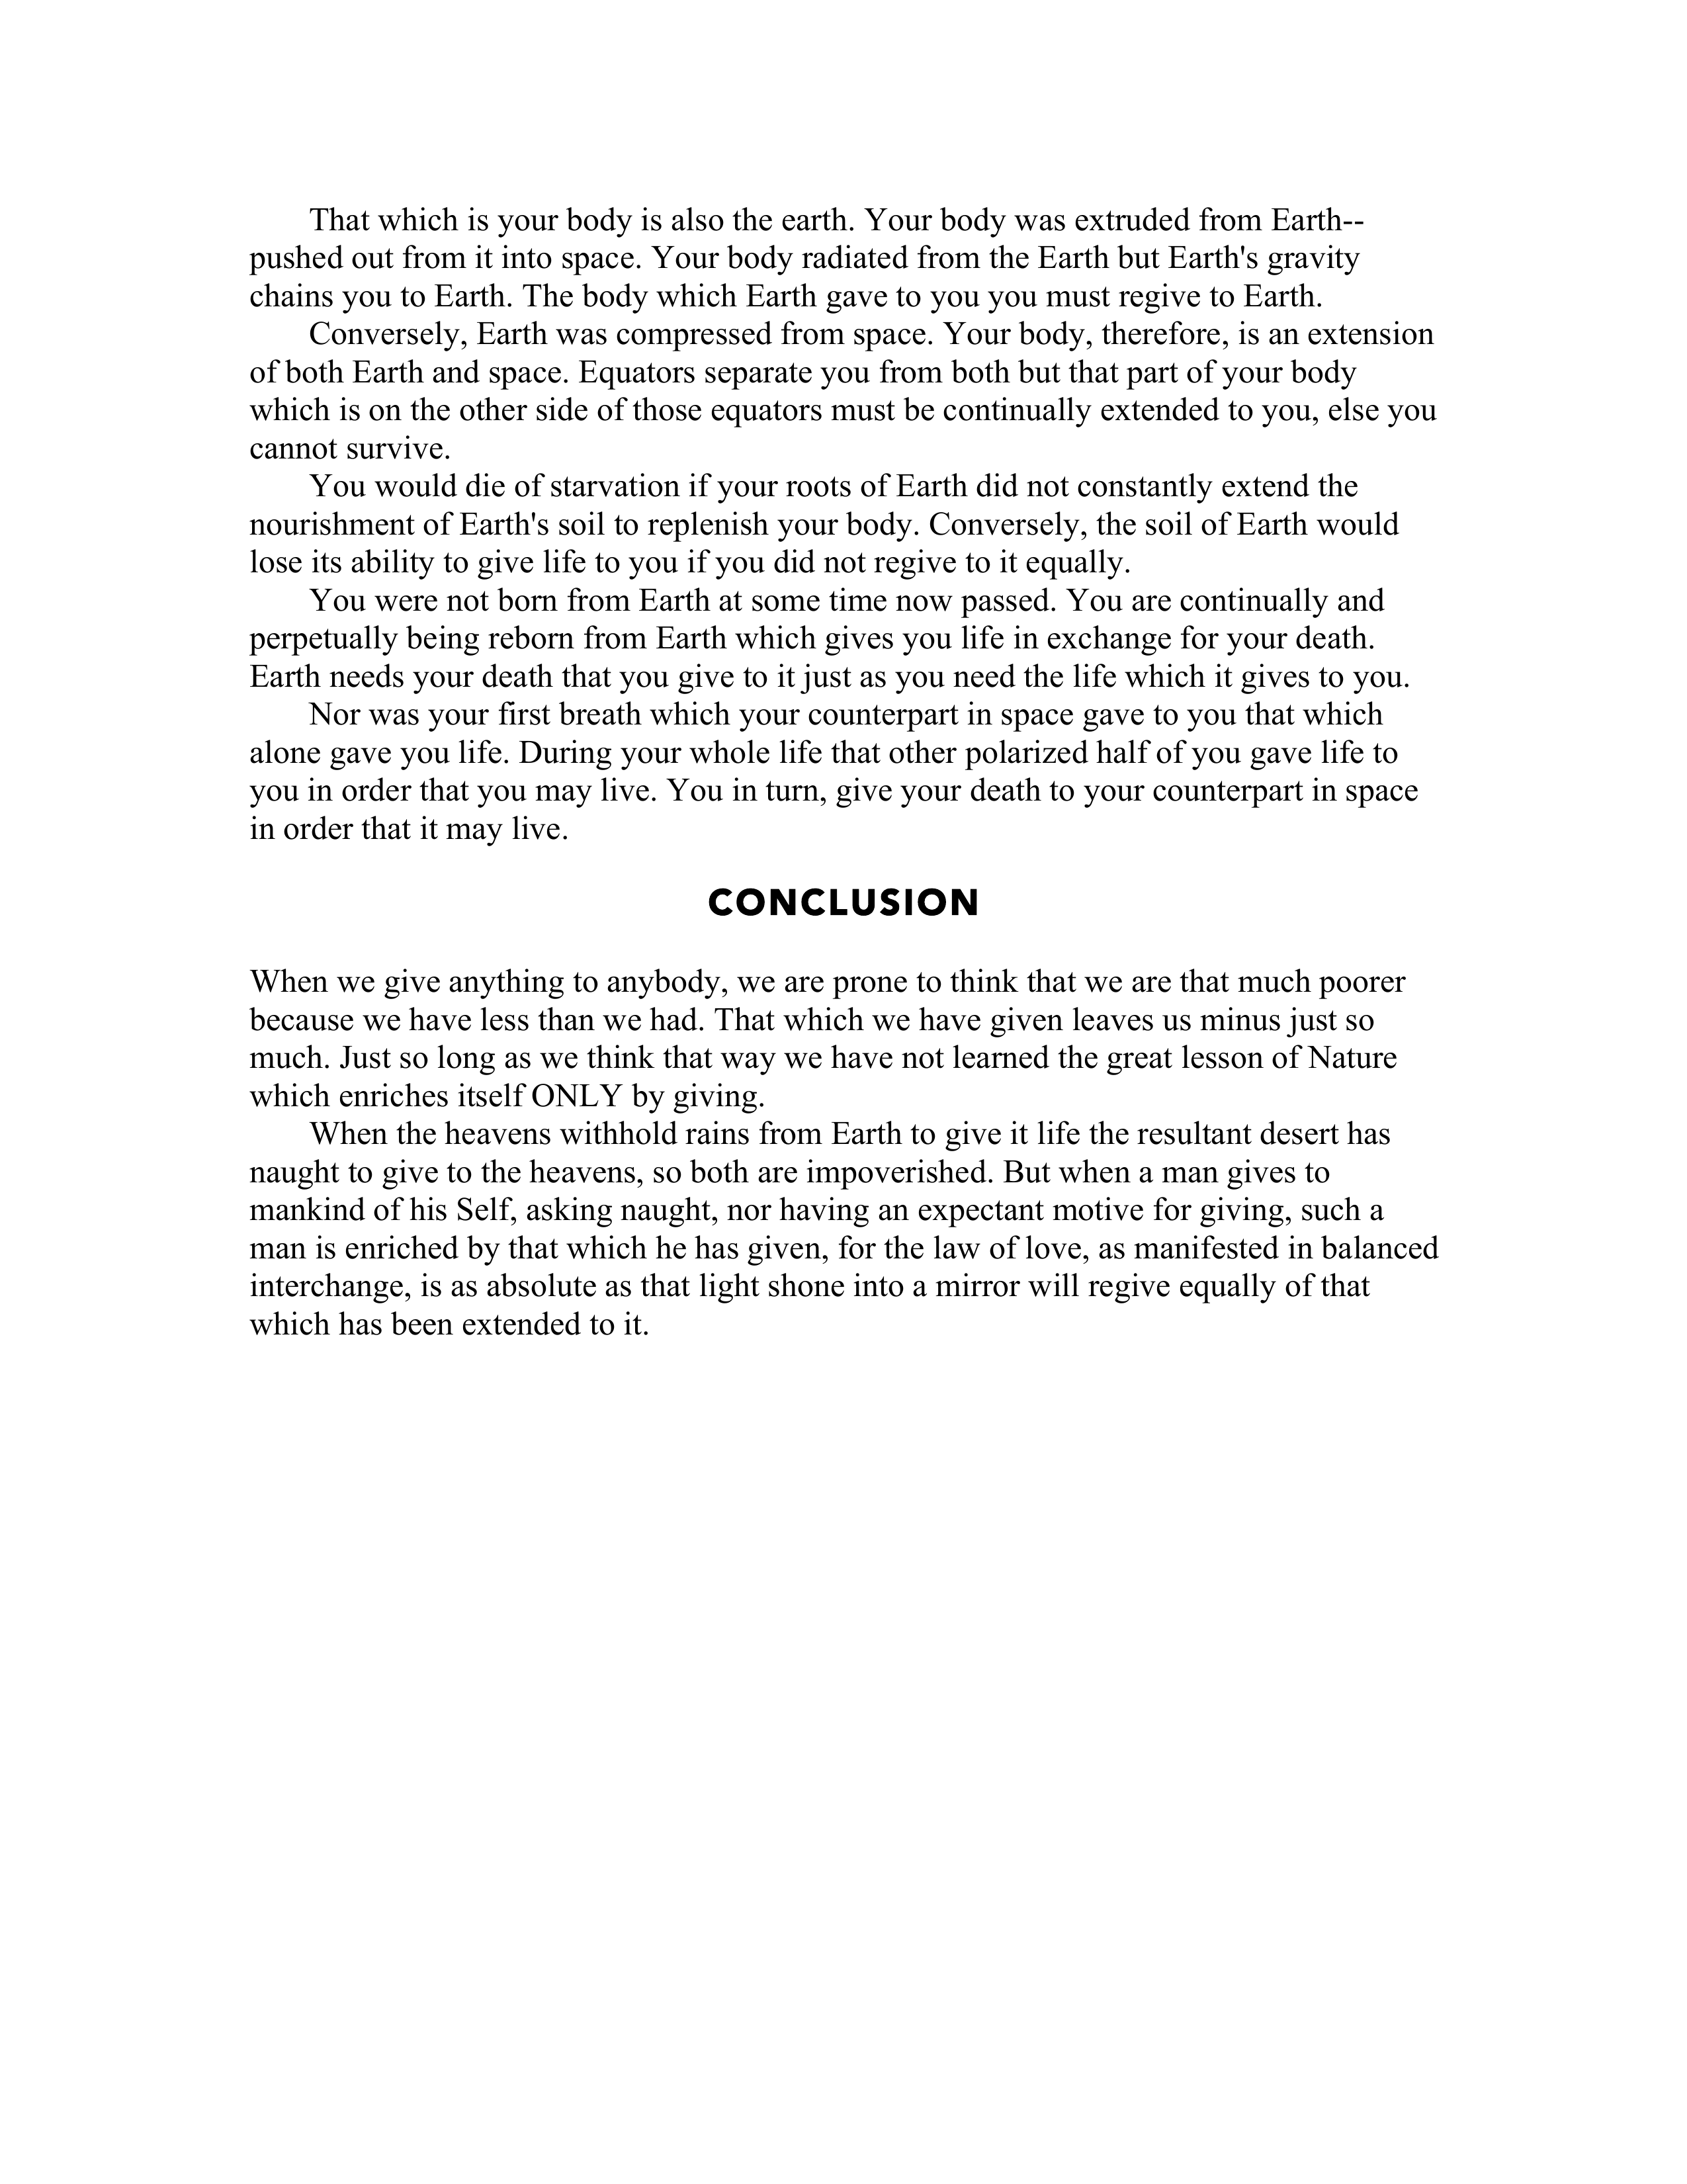 That which is your body is also the earth. Your body was extruded from Earth--
pushed out from it into space. Your body radiated from the Earth but Earth's gravity
chains you to Earth. The body which Earth gave to you you must regive to Earth.
Conversely, Earth was compressed from space. Your body, therefore, is an extension
of both Earth and space. Equators separate you from both but that part of your body
which is on the other side of those equators must be continually extended to you, else you
cannot survive.
You would die of starvation if your roots of Earth did not constantly extend the
nourishment of Earth's soil to replenish your body. Conversely, the soil of Earth would
lose its ability to give life to you if you did not regive to it equally.
You were not born from Earth at some time now passed. You are continually and
perpetually being reborn from Earth which gives you life in exchange for your death.
Earth needs your death that you give to it just as you need the life which it gives to you.
Nor was your first breath which your counterpart in space gave to you that which
alone gave you life. During your whole life that other polarized half of you gave life to
you in order that you may live. You in turn, give your death to your counterpart in space
in order that it may live.
CONCLUSION
When we give anything to anybody, we are prone to think that we are that much poorer
because we have less than we had. That which we have given leaves us minus just so
much. Just so long as we think that way we have not learned the great lesson of Nature
which enriches itself ONLY by giving.
When the heavens withhold rains from Earth to give it life the resultant desert has
naught to give to the heavens, so both are impoverished. But when a man gives to
mankind of his Self, asking naught, nor having an expectant motive for giving, such a
man is enriched by that which he has given, for the law of love, as manifested in balanced
interchange, is as absolute as that light shone into a mirror will regive equally of that
which has been extended to it.